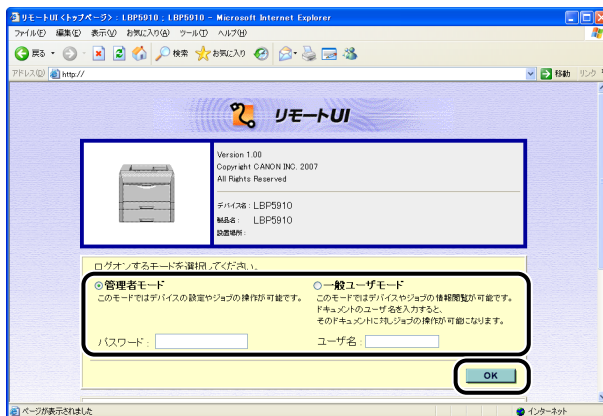 リモートUI <トップページ> : LBP5910 ; LBP5910 - Microsoft Internet Explorer
ファイル(F) 編集(E) 表示(V) お気に入り(A) ツール(T) ヘルプ(H)
戻る 検索 お気に入り
アドレス(D) http:// 移動 リンク
リモートUI
Version 1.00
Copyright CANON INC. 2007
All Rights Reserved
デバイス名 : LBP5910
製品名 : LBP5910
設置場所 :
ログオンするモードを選択してください。
管理者モード
このモードではデバイスの設定やジョブの操作が可能です。
パスワード :
一般ユーザモード
このモードではデバイスやジョブの情報閲覧が可能です。
ドキュメントのユーザ名を入力すると、
そのドキュメントに対しジョブの操作が可能になります。
ユーザ名 :
OK
ページが表示されました インターネット